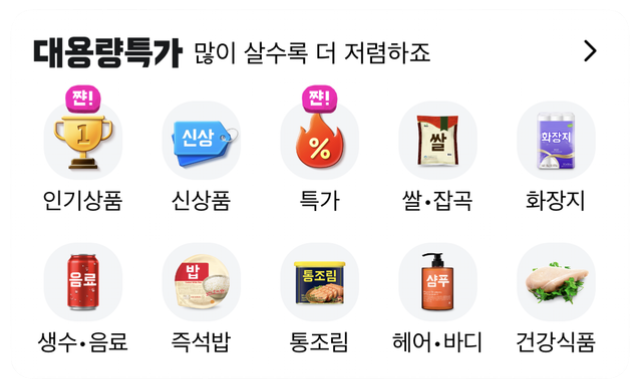 대용량특가 많이 살수록 더 저렴하죠
쨘! 쨘!
1 신상 % 쌀 화장지
인기상품 신상품 특가 쌀•잡곡 화장지
음료 밥 통조림 샴푸
생수•음료 즉석밥 통조림 헤어•바디 건강식품